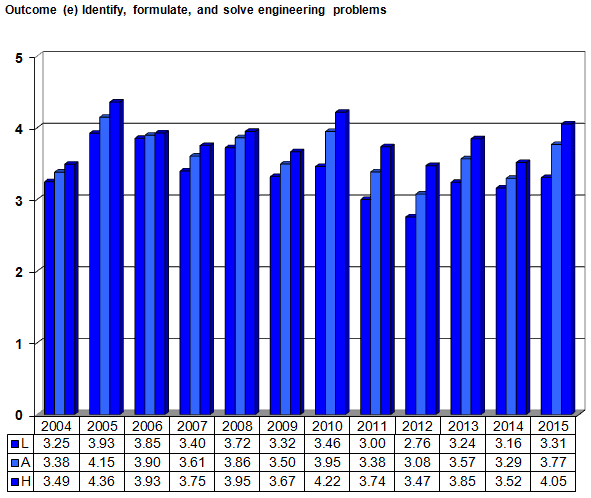 Outcome (e) Identify, formulate, and solve engineering problems
5
4
3
2
1
0
2004 2005 2006 2007 2008 2009 2010 2011 2012 2013 2014 2015
L 3.25 3.93 3.85 3.40 3.72 3.32 3.46 3.00 2.76 3.24 3.16 3.31
A 3.38 4.15 3.90 3.61 3.86 3.50 3.95 3.38 3.08 3.57 3.29 3.77
H 3.49 4.36 3.93 3.75 3.95 3.67 4.22 3.74 3.47 3.85 3.52 4.05